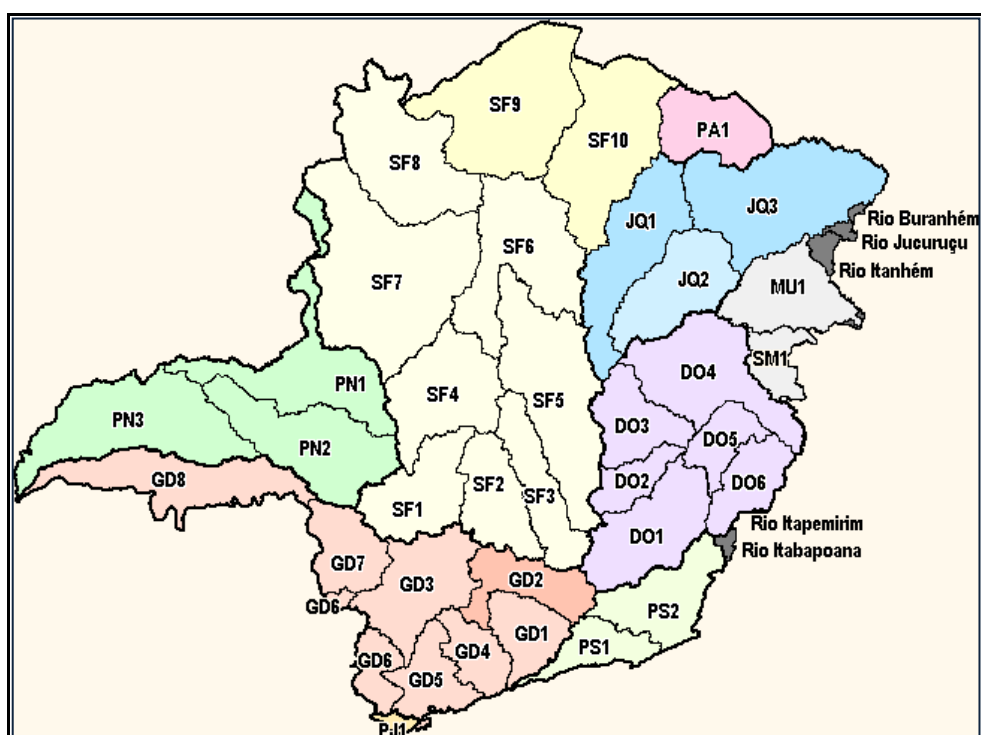 SF9
PA1
SF10
SF8
JQ3
JQ1
Rio Buranhém
Rio Jucuruçu
SF6
Rio Itanhém
JQ2
SF7
MU1
SM1
DO4
PN1
SF4
SF5
PN3
DO3
DO5
PN2
GD8
DO2
SF2
DO6
SF3
SF1
Rio Itapemirim
DO1
Rio Itabapoana
GD7
GD3
GD2
GD6
PS2
GD1
PS1
GD4
GD6
GD5
PJ1